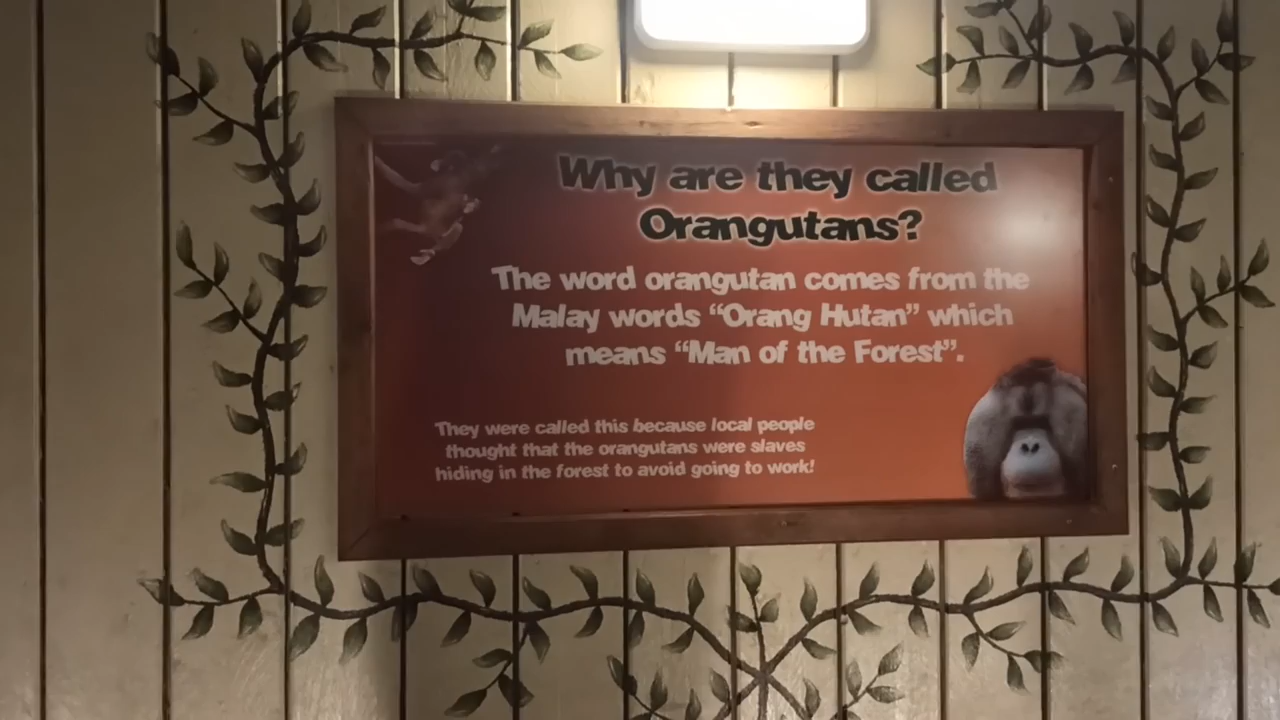 Why are they called
Orangutans?
The word orangutan comes from the
Malay words “Orang Hutan” which
means “Man of the Forest”.
They were called this because local people
thought that the orangutans were slaves
hiding in the forest to avoid going to work!